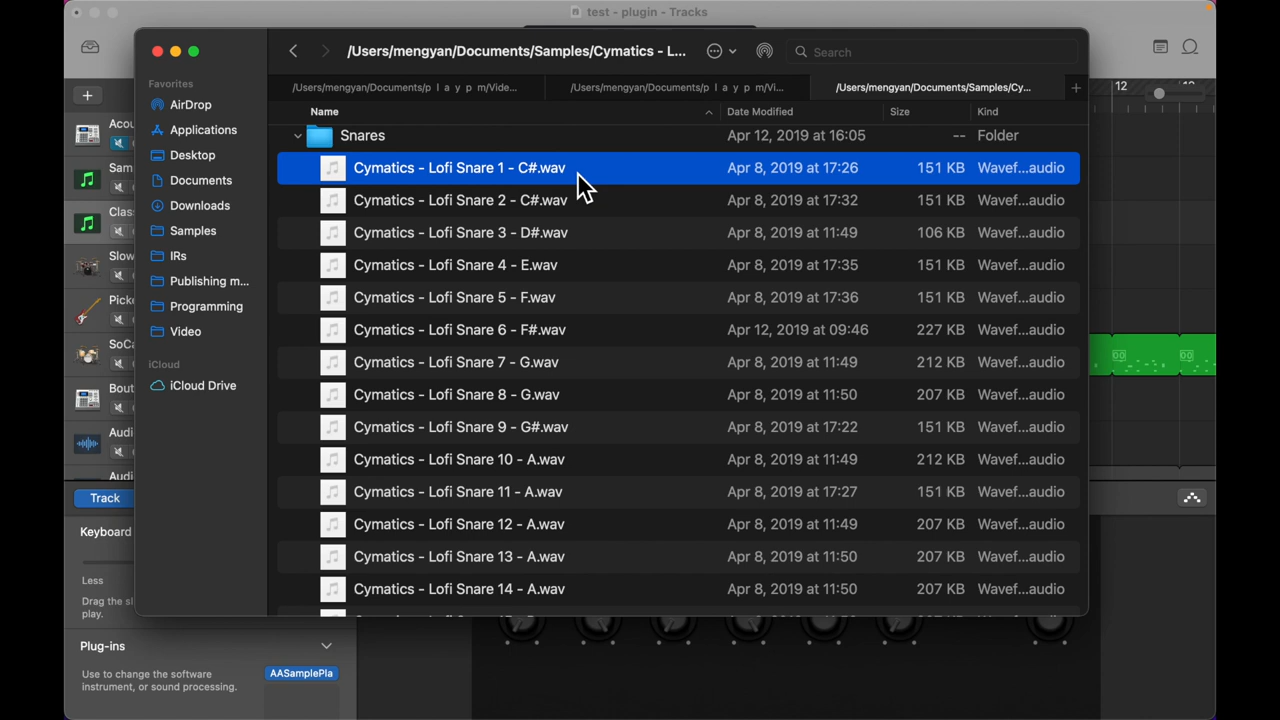 test - plugin - Tracks
/Users/mengyan/Documents/Samples/Cymatics - L...
Search
/Users/mengyan/Documents/p l a y p m/Vide...
/Users/mengyan/Documents/p l a y p m/Vi...
/Users/mengyan/Documents/Samples/Cy...
12
Favorites
AirDrop
Applications
Desktop
Documents
Downloads
Samples
IRs
Publishing m...
Programming
Video
iCloud
iCloud Drive
Name Date Modified Size Kind
Snares Apr 12, 2019 at 16:05 -- Folder
Cymatics - Lofi Snare 1 - C#.wav Apr 8, 2019 at 17:26 151 KB Wavef...audio
Cymatics - Lofi Snare 2 - C#.wav Apr 8, 2019 at 17:32 151 KB Wavef...audio
Cymatics - Lofi Snare 3 - D#.wav Apr 8, 2019 at 11:49 106 KB Wavef...audio
Cymatics - Lofi Snare 4 - E.wav Apr 8, 2019 at 17:35 151 KB Wavef...audio
Cymatics - Lofi Snare 5 - F.wav Apr 8, 2019 at 17:36 151 KB Wavef...audio
Cymatics - Lofi Snare 6 - F#.wav Apr 12, 2019 at 09:46 227 KB Wavef...audio
Cymatics - Lofi Snare 7 - G.wav Apr 8, 2019 at 11:49 212 KB Wavef...audio
Cymatics - Lofi Snare 8 - G.wav Apr 8, 2019 at 11:50 207 KB Wavef...audio
Cymatics - Lofi Snare 9 - G#.wav Apr 8, 2019 at 17:22 151 KB Wavef...audio
Cymatics - Lofi Snare 10 - A.wav Apr 8, 2019 at 11:49 212 KB Wavef...audio
Cymatics - Lofi Snare 11 - A.wav Apr 8, 2019 at 17:27 151 KB Wavef...audio
Cymatics - Lofi Snare 12 - A.wav Apr 8, 2019 at 11:49 207 KB Wavef...audio
Cymatics - Lofi Snare 13 - A.wav Apr 8, 2019 at 11:50 207 KB Wavef...audio
Cymatics - Lofi Snare 14 - A.wav Apr 8, 2019 at 11:50 207 KB Wavef...audio
Acou
Sam
Clas
Slow
Picke
SoCa
Bout
Audi
Audi
Track
Keyboard
Less
Drag the sl
play.
Plug-ins
Use to change the software
instrument, or sound processing.
AASamplePla